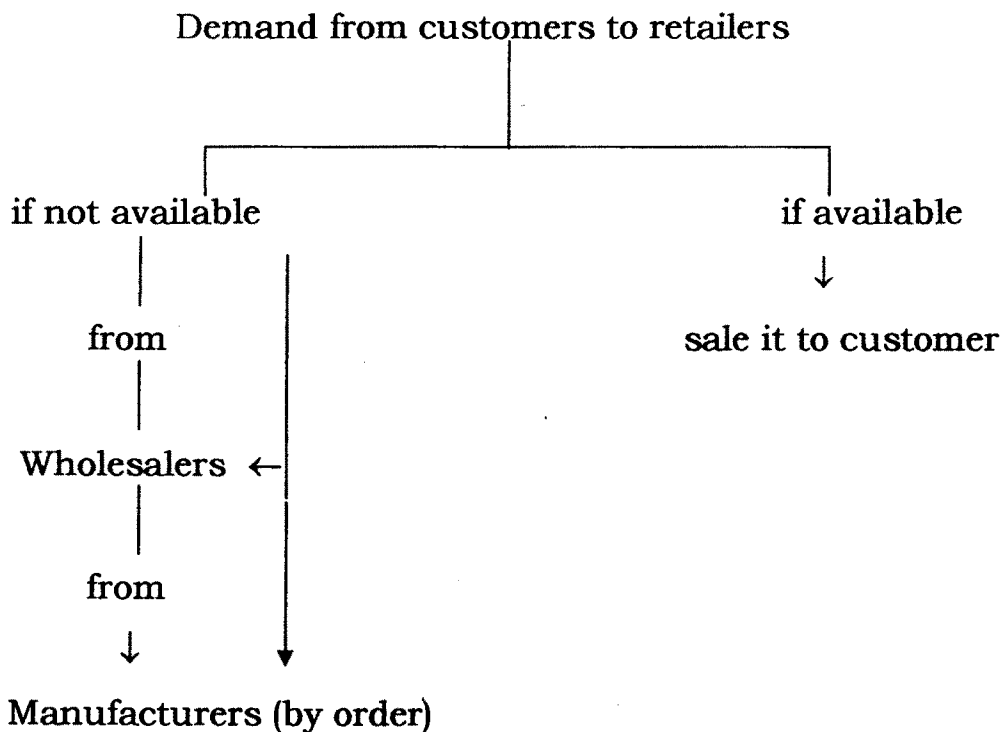 Demand from customers to retailers
if not available
if available
from
sale it to customer
Wholesalers
from
Manufacturers (by order)